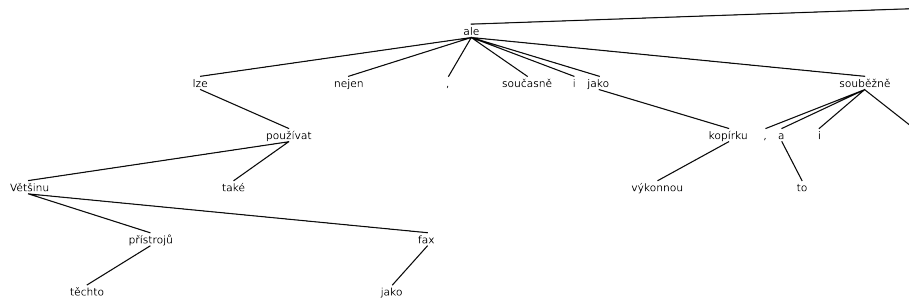 ale
lze nejen , současně i jako souběžně
používat kopírku , a i
Většinu také výkonnou to
přístrojů fax
těchto jako